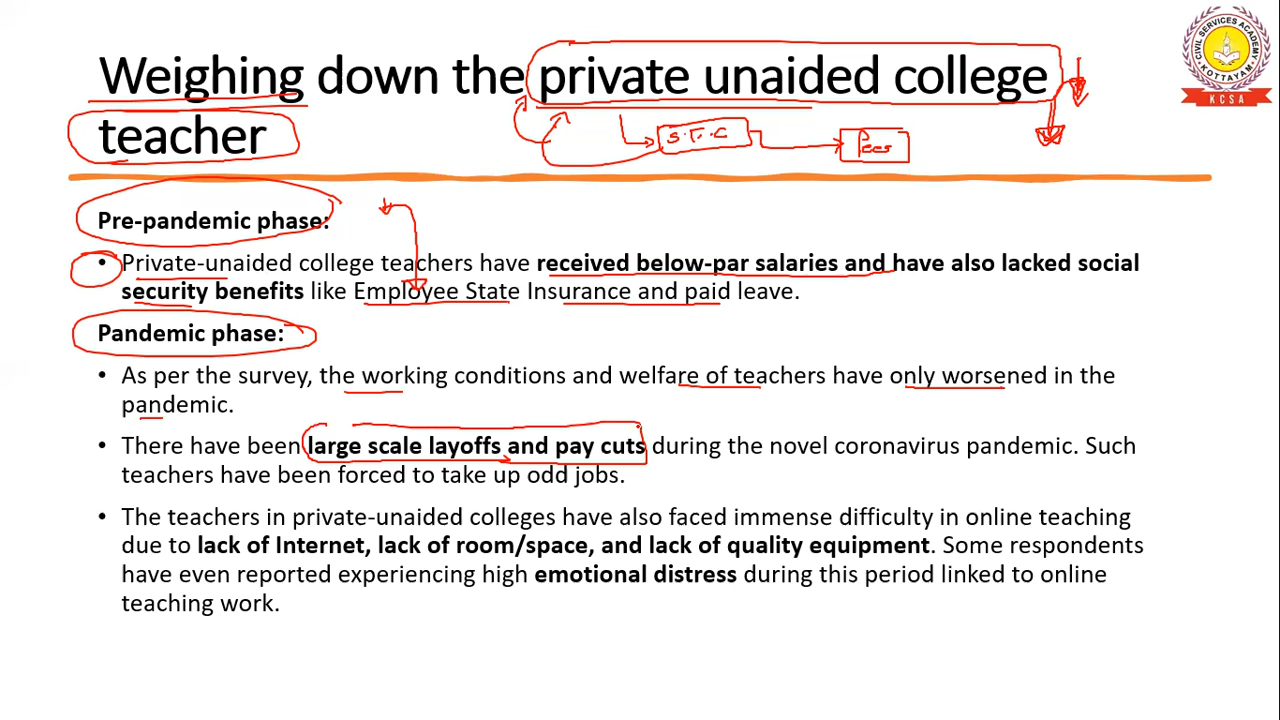 Weighing down the private unaided college
teacher
CIVIL SERVICES ACADEMY
KOTTAYAM
KCSA
Fees
Pre-pandemic phase:
• Private-unaided college teachers have received below-par salaries and have also lacked social
security benefits like Employee State Insurance and paid leave.
Pandemic phase:
• As per the survey, the working conditions and welfare of teachers have only worsened in the
pandemic.
• There have been large scale layoffs and pay cuts during the novel coronavirus pandemic. Such
teachers have been forced to take up odd jobs.
• The teachers in private-unaided colleges have also faced immense difficulty in online teaching
due to lack of Internet, lack of room/space, and lack of quality equipment. Some respondents
have even reported experiencing high emotional distress during this period linked to online
teaching work.